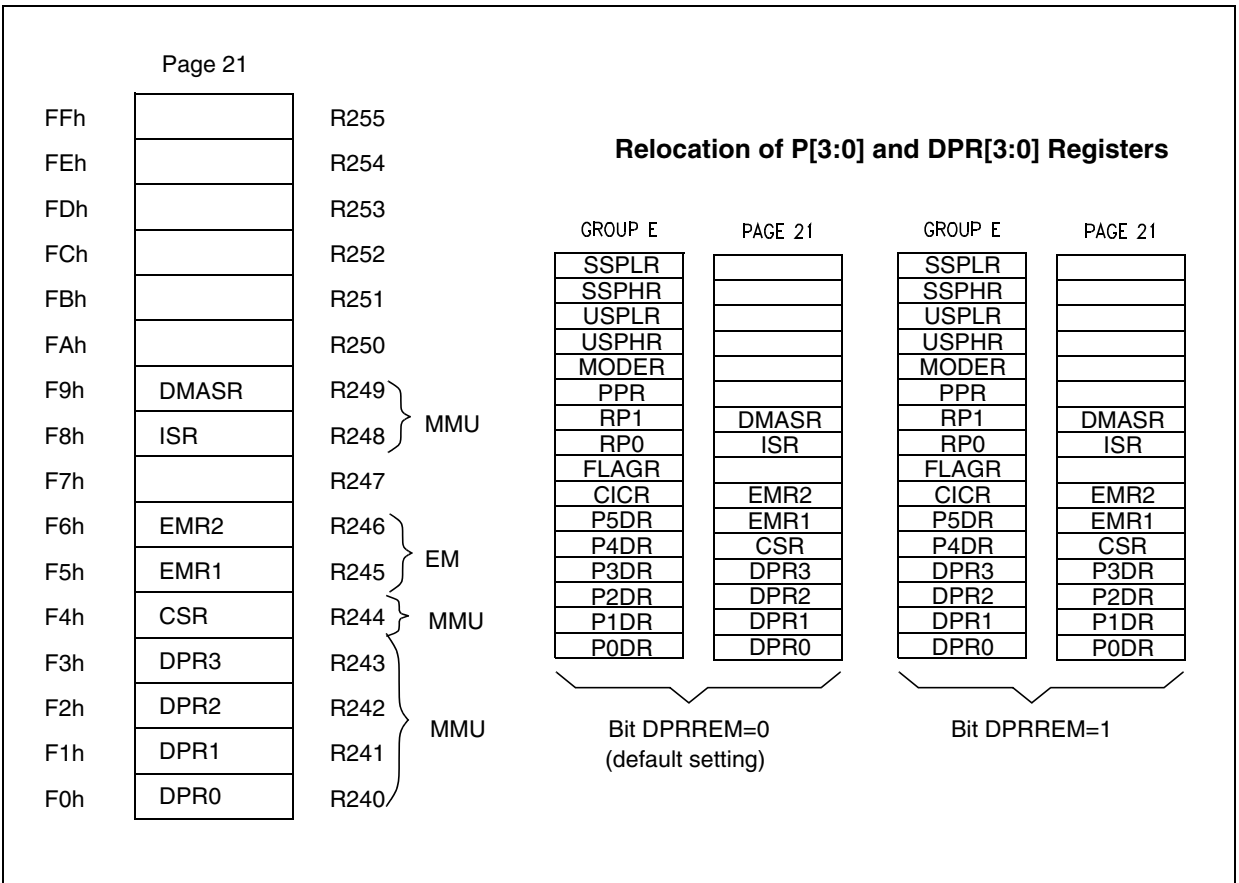 Page 21
FFh R255
FEh R254
FDh R253
FCh R252
FBh R251
FAh R250
F9h DMASR R249
F8h ISR R248
MMU
F7h R247
F6h EMR2 R246
F5h EMR1 R245
EM
F4h CSR R244 MMU
F3h DPR3 R243
F2h DPR2 R242
F1h DPR1 R241
F0h DPR0 R240
MMU
Relocation of P[3:0] and DPR[3:0] Registers
GROUP E PAGE 21 GROUP E PAGE 21
SSPLR SSPLR
SSPHR SSPHR
USPLR USPLR
USPHR USPHR
MODER MODER
PPR PPR
RP1 DMASR RP1 DMASR
RP0 ISR RP0 ISR
FLAGR FLAGR
CICR EMR2 CICR EMR2
P5DR EMR1 P5DR EMR1
P4DR CSR P4DR CSR
P3DR DPR3 DPR3 P3DR
P2DR DPR2 DPR2 P2DR
P1DR DPR1 DPR1 P1DR
P0DR DPR0 DPR0 P0DR
Bit DPRREM=0 Bit DPRREM=1
(default setting)